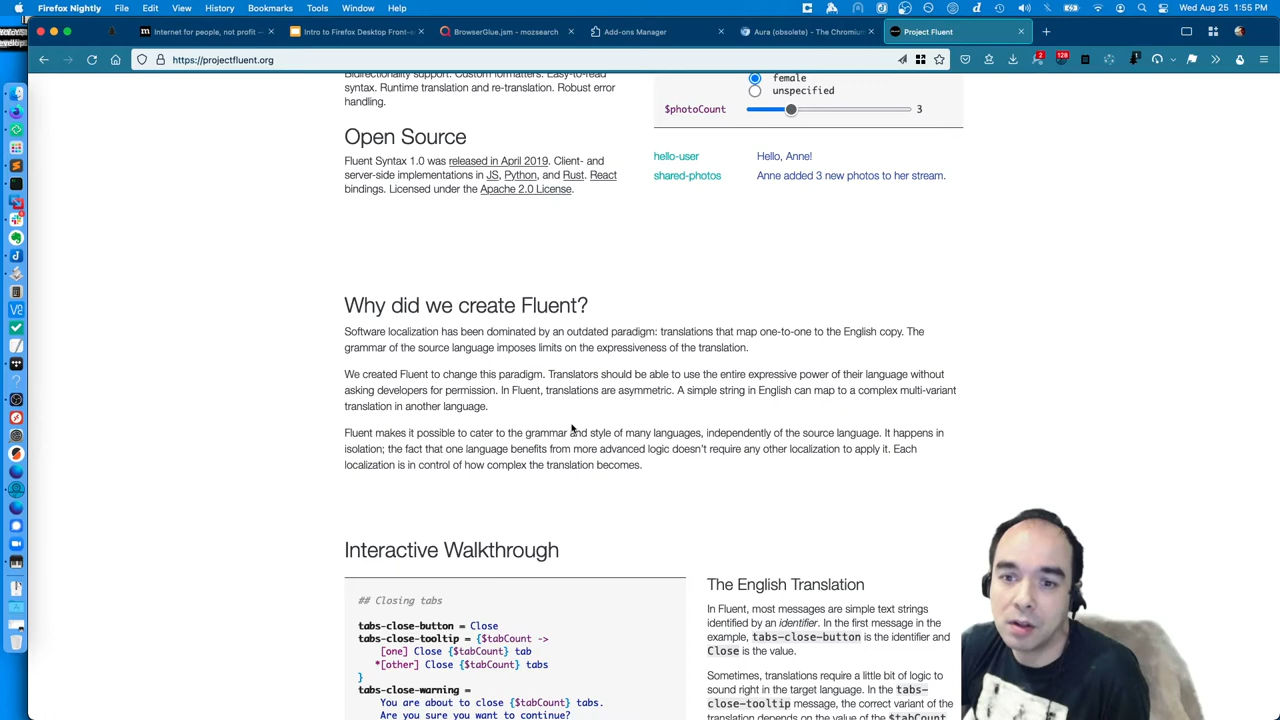 Firefox Nightly File Edit View History Bookmarks Tools Window Help
Wed Aug 25 1:55 PM
Internet for people, not profit —
Intro to Firefox Desktop Front-e
BrowserGlue.jsm - mozsearch
Add-ons Manager
Aura (obsolete) - The Chromium
Project Fluent
https://projectfluent.org
2
128
1
Bidirectionality support. Custom formatters. Easy-to-read
syntax. Runtime translation and re-translation. Robust error
handling.
female
unspecified
$photoCount 3
Open Source
Fluent Syntax 1.0 was released in April 2019. Client- and
server-side implementations in JS, Python, and Rust. React
bindings. Licensed under the Apache 2.0 License.
hello-user Hello, Anne!
shared-photos Anne added 3 new photos to her stream.
Why did we create Fluent?
Software localization has been dominated by an outdated paradigm: translations that map one-to-one to the English copy. The
grammar of the source language imposes limits on the expressiveness of the translation.
We created Fluent to change this paradigm. Translators should be able to use the entire expressive power of their language without
asking developers for permission. In Fluent, translations are asymmetric. A simple string in English can map to a complex multi-variant
translation in another language.
Fluent makes it possible to cater to the grammar and style of many languages, independently of the source language. It happens in
isolation; the fact that one language benefits from more advanced logic doesn't require any other localization to apply it. Each
localization is in control of how complex the translation becomes.
Interactive Walkthrough
## Closing tabs
tabs-close-button = Close
tabs-close-tooltip = {$tabCount ->
[one] Close {$tabCount} tab
*[other] Close {$tabCount} tabs
}
tabs-close-warning =
You are about to close {$tabCount} tabs.
Are you sure you want to continue?
The English Translation
In Fluent, most messages are simple text strings
identified by an identifier. In the first message in the
example, tabs-close-button is the identifier and
Close is the value.
Sometimes, translations require a little bit of logic to
sound right in the target language. In the tabs-
close-tooltip message, the correct variant of the
translation depends on the value of the $tabCount